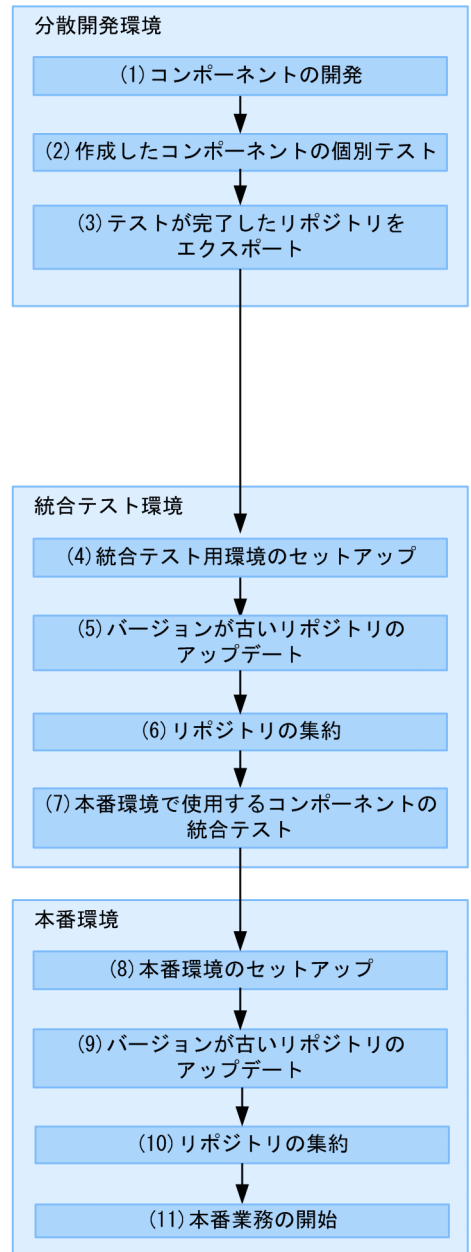 分散開発環境
(1)コンポーネントの開発
(2)作成したコンポーネントの個別テスト
(3)テストが完了したリポジトリを
エクスポート
統合テスト環境
(4)統合テスト用環境のセットアップ
(5)バージョンが古いリポジトリの
アップデート
(6)リポジトリの集約
(7)本番環境で使用するコンポーネントの
統合テスト
本番環境
(8)本番環境のセットアップ
(9)バージョンが古いリポジトリの
アップデート
(10)リポジトリの集約
(11)本番業務の開始